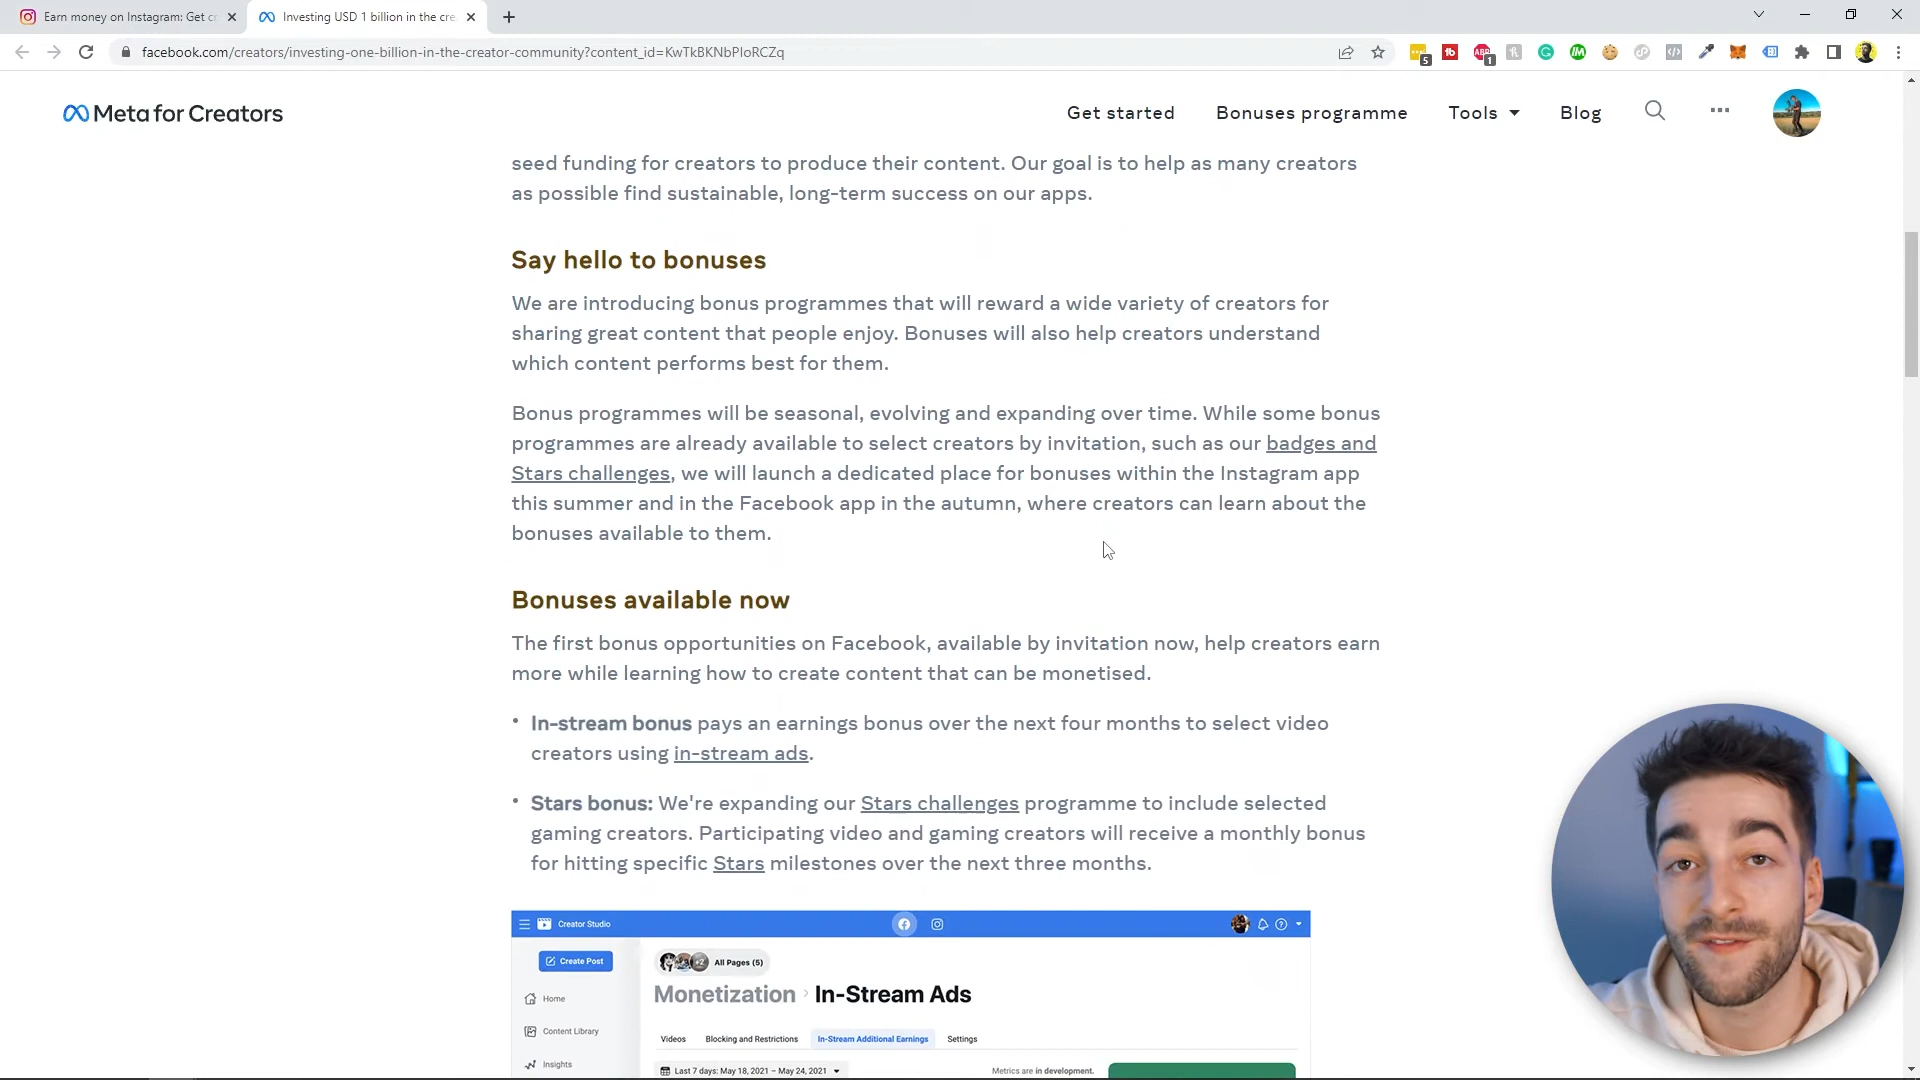 Earn money on Instagram: Get c
Investing USD 1 billion in the cre
facebook.com/creators/investing-one-billion-in-the-creator-community?content_id=KwTkBKNbPIoRCZq
5
1
Meta for Creators
Get started
Bonuses programme
Tools
Blog
seed funding for creators to produce their content. Our goal is to help as many creators
as possible find sustainable, long-term success on our apps.
Say hello to bonuses
We are introducing bonus programmes that will reward a wide variety of creators for
sharing great content that people enjoy. Bonuses will also help creators understand
which content performs best for them.
Bonus programmes will be seasonal, evolving and expanding over time. While some bonus
programmes are already available to select creators by invitation, such as our badges and
Stars challenges, we will launch a dedicated place for bonuses within the Instagram app
this summer and in the Facebook app in the autumn, where creators can learn about the
bonuses available to them.
Bonuses available now
The first bonus opportunities on Facebook, available by invitation now, help creators earn
more while learning how to create content that can be monetised.
• In-stream bonus pays an earnings bonus over the next four months to select video
creators using in-stream ads.
• Stars bonus: We're expanding our Stars challenges programme to include selected
gaming creators. Participating video and gaming creators will receive a monthly bonus
for hitting specific Stars milestones over the next three months.
Creator Studio
Create Post
+2
All Pages (5)
Monetization › In-Stream Ads
Home
Content Library
Insights
Videos
Blocking and Restrictions
In-Stream Additional Earnings
Settings
Last 7 days: May 18, 2021 – May 24, 2021
Metrics are in development.